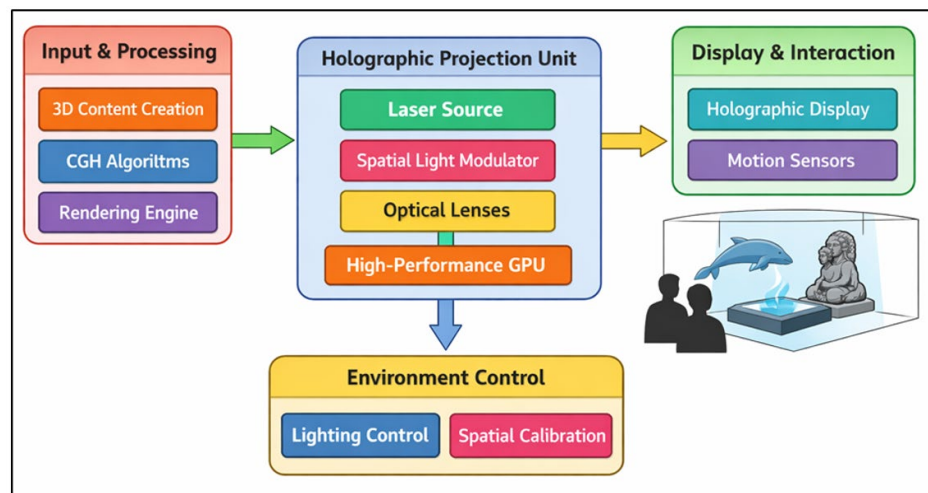 Input & Processing
3D Content Creation
CGH Algoriltms
Rendering Engine
Holographic Projection Unit
Laser Source
Spatial Light Modulator
Optical Lenses
High-Performance GPU
Display & Interaction
Holographic Display
Motion Sensors
Environment Control
Lighting Control
Spatial Calibration